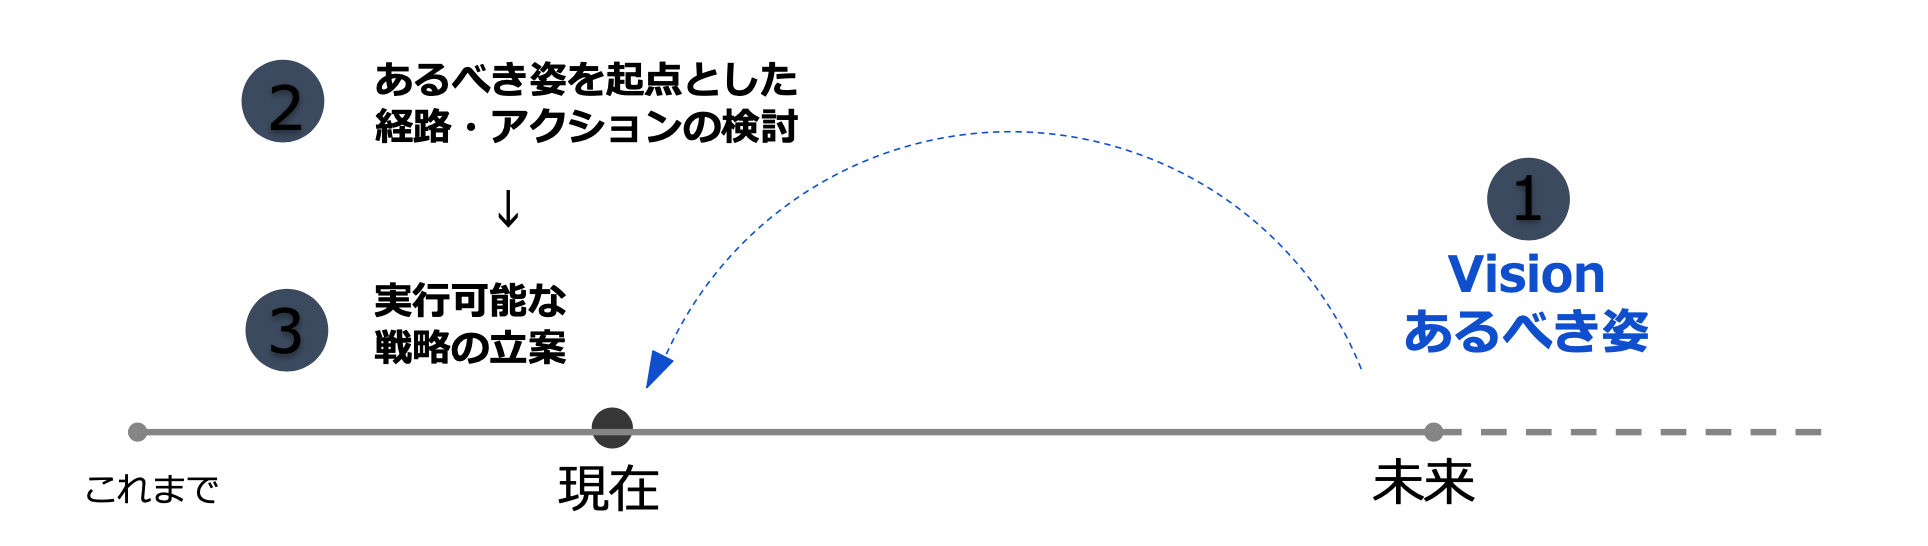 2
あるべき姿を起点とした
経路・アクションの検討
↓
3
実行可能な
戦略の立案
1
Vision
あるべき姿
これまで
現在
未来